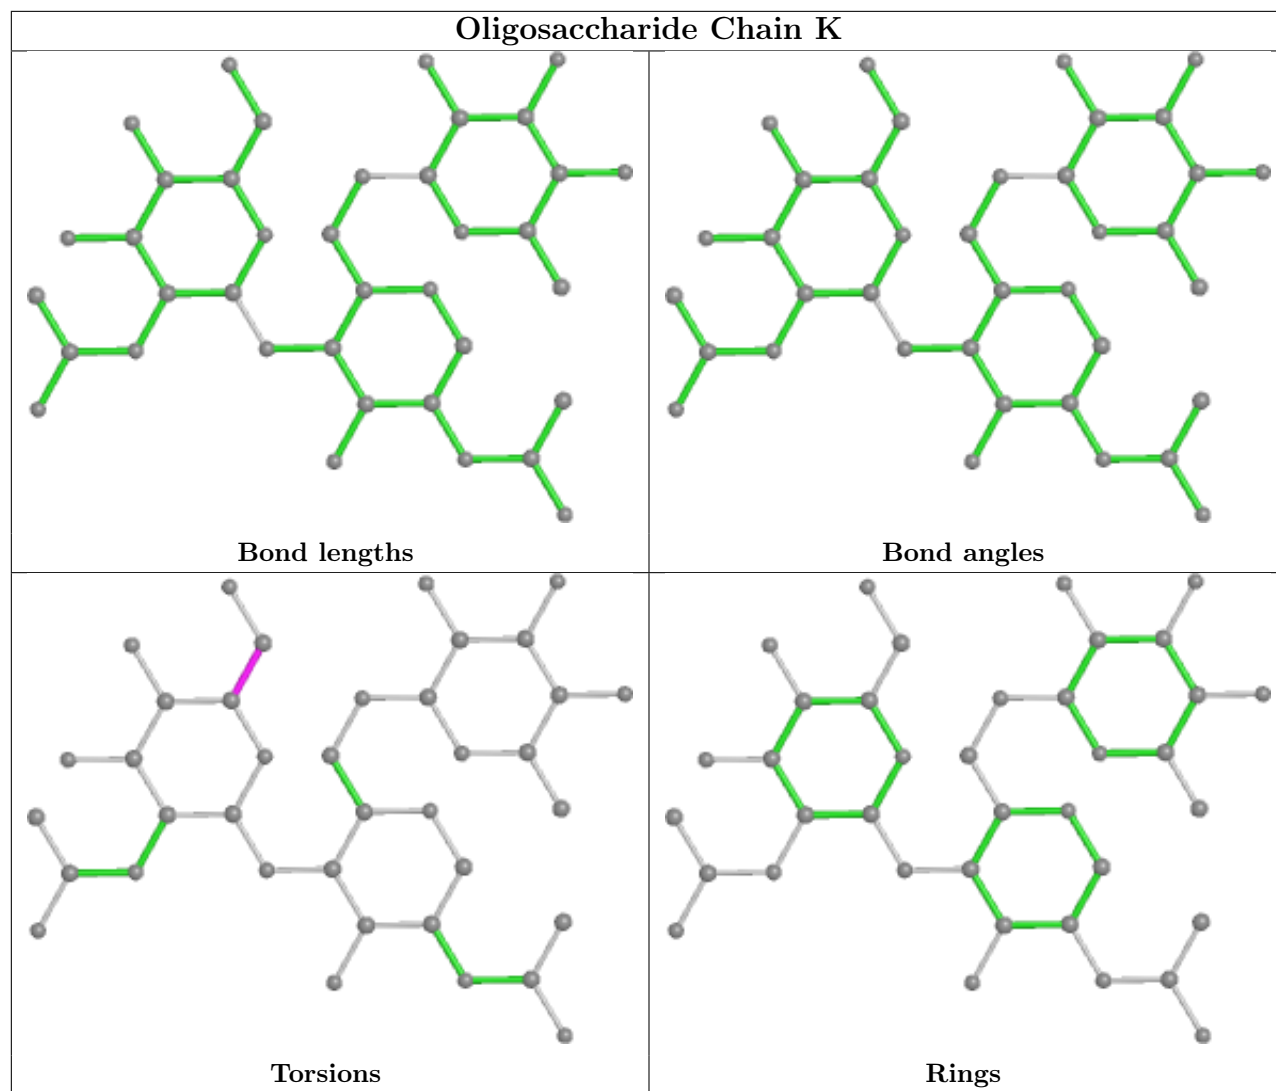 Oligosaccharide Chain K
Bond lengths
Bond angles
Torsions
Rings